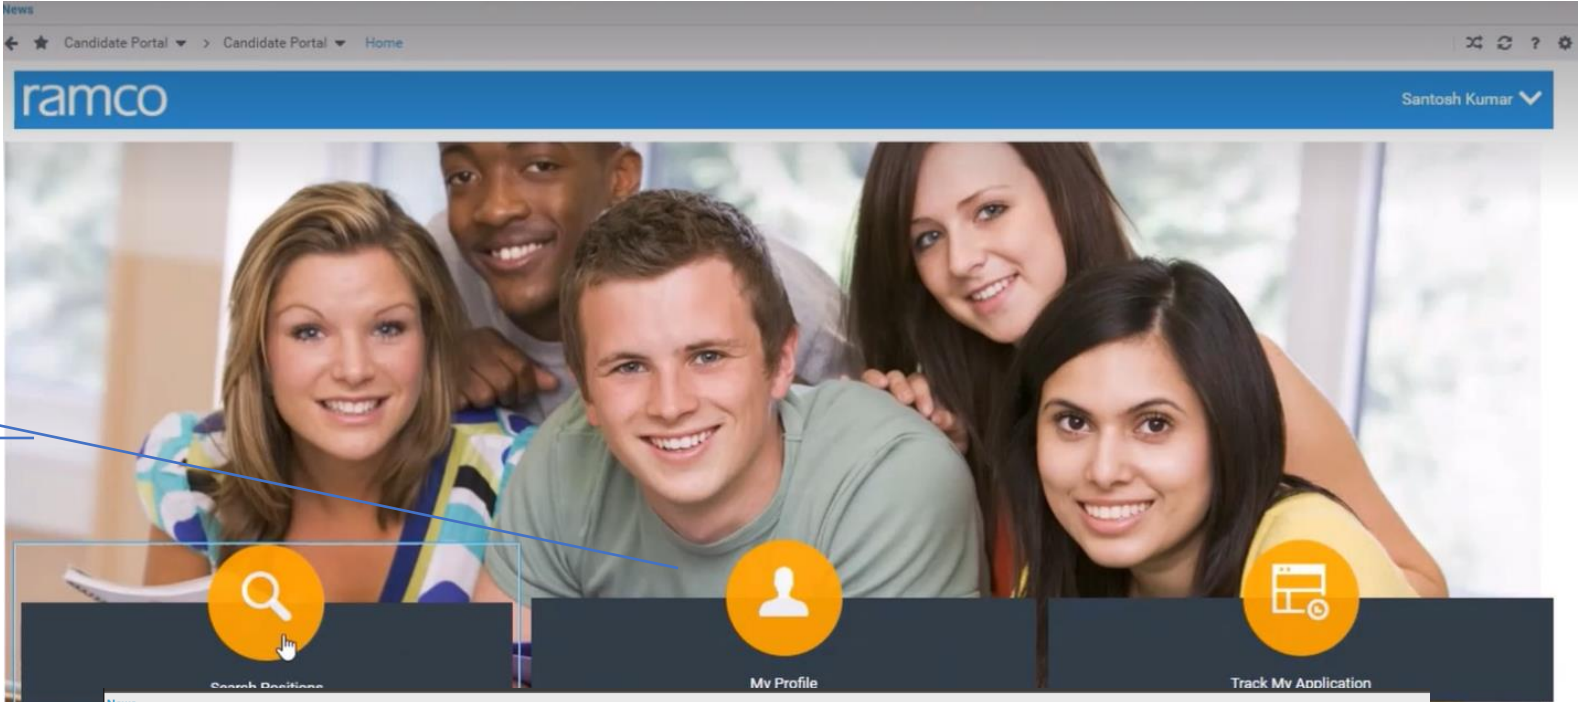 News
Candidate Portal > Candidate Portal Home ?
ramco
Santosh Kumar
Search Positions
My Profile
Track My Application